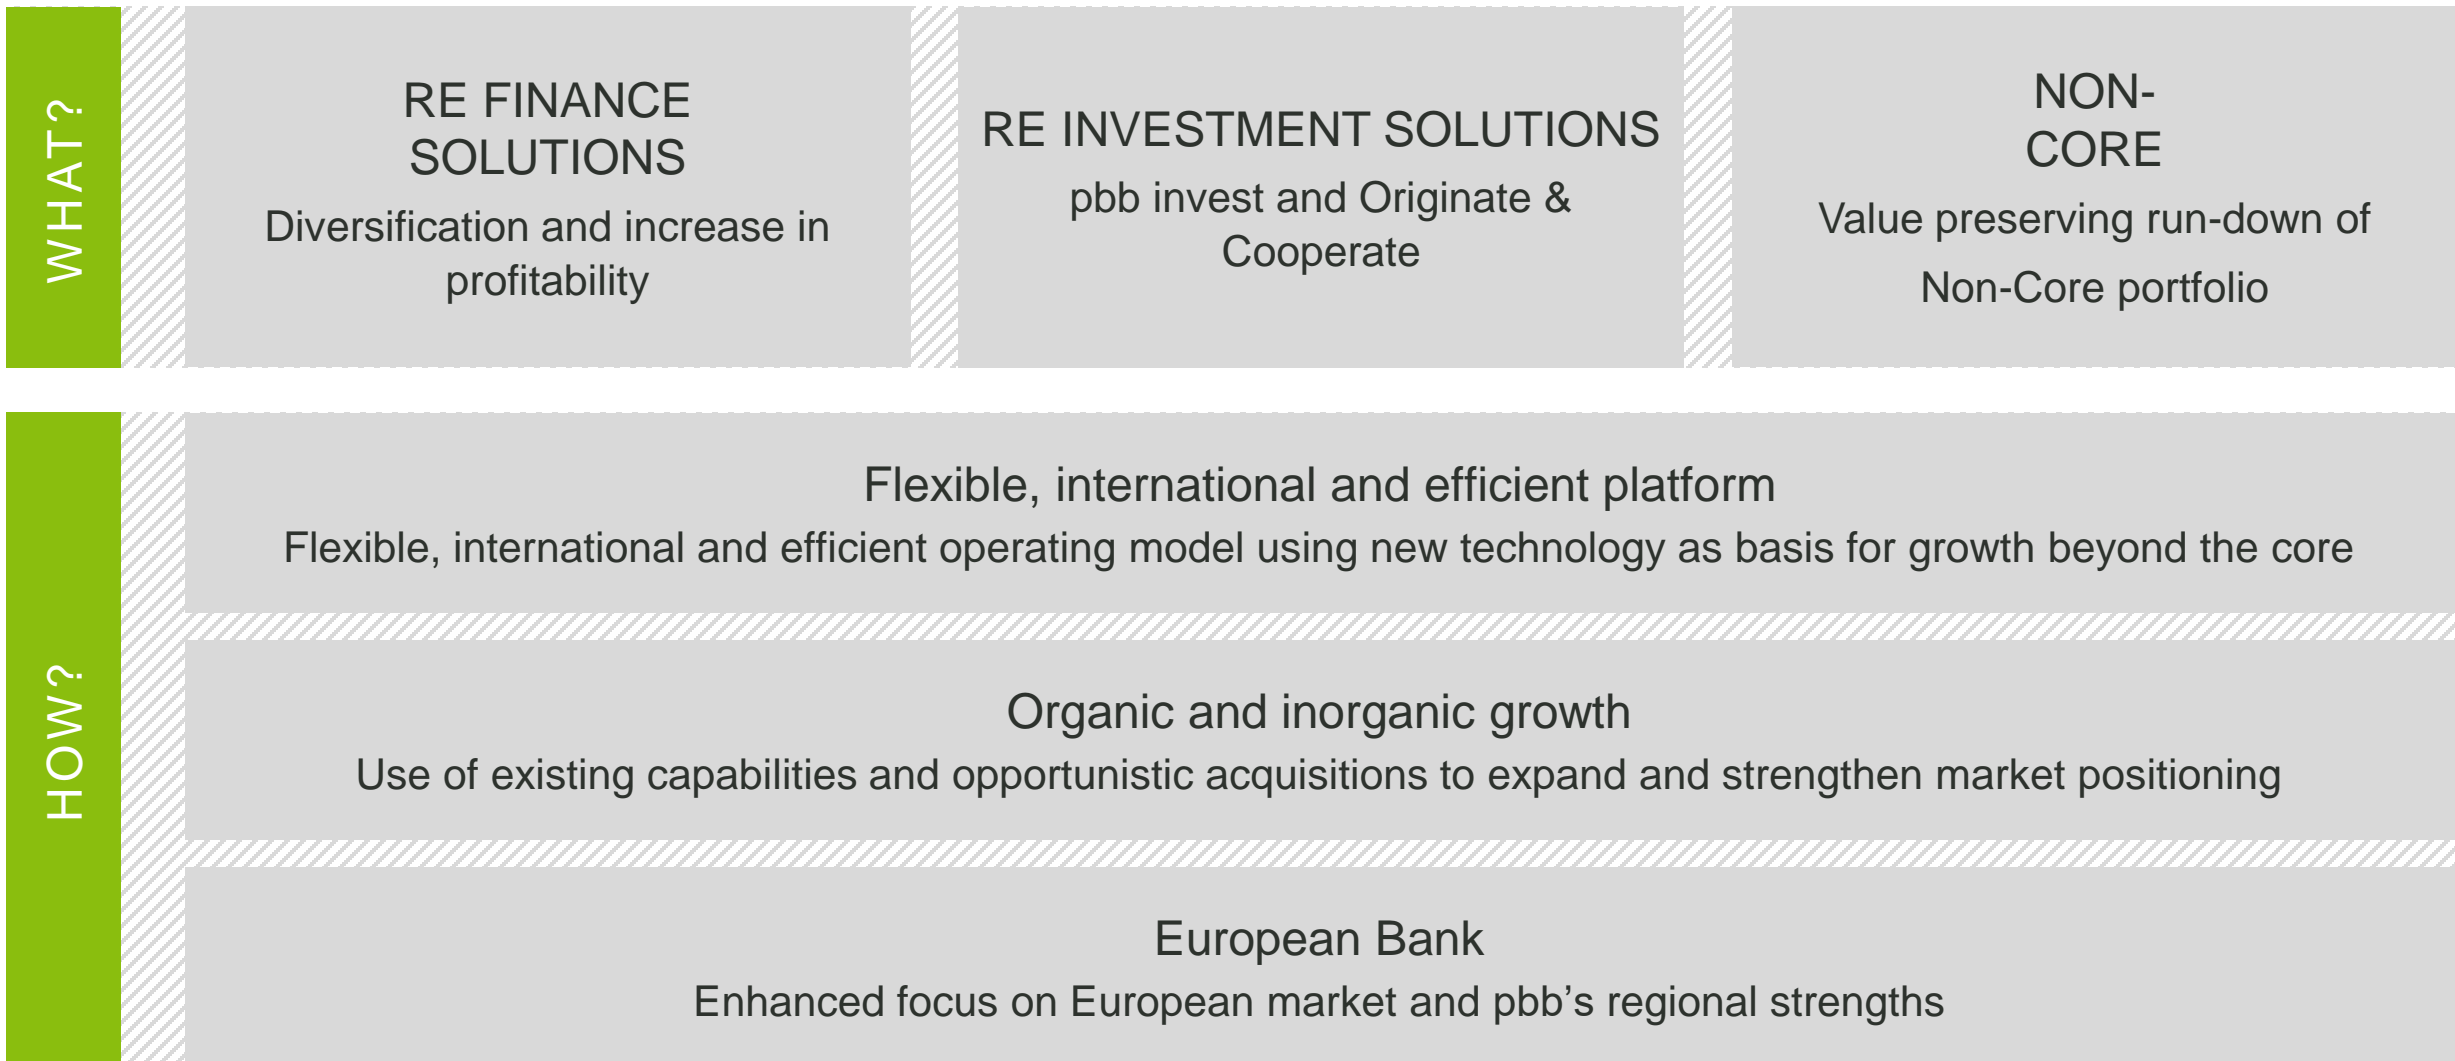 WHAT?
RE FINANCE
SOLUTIONS
Diversification and increase in
profitability
RE INVESTMENT SOLUTIONS
pbb invest and Originate &
Cooperate
NON-
CORE
Value preserving run-down of
Non-Core portfolio
HOW?
Flexible, international and efficient platform
Flexible, international and efficient operating model using new technology as basis for growth beyond the core
Organic and inorganic growth
Use of existing capabilities and opportunistic acquisitions to expand and strengthen market positioning
European Bank
Enhanced focus on European market and pbb’s regional strengths